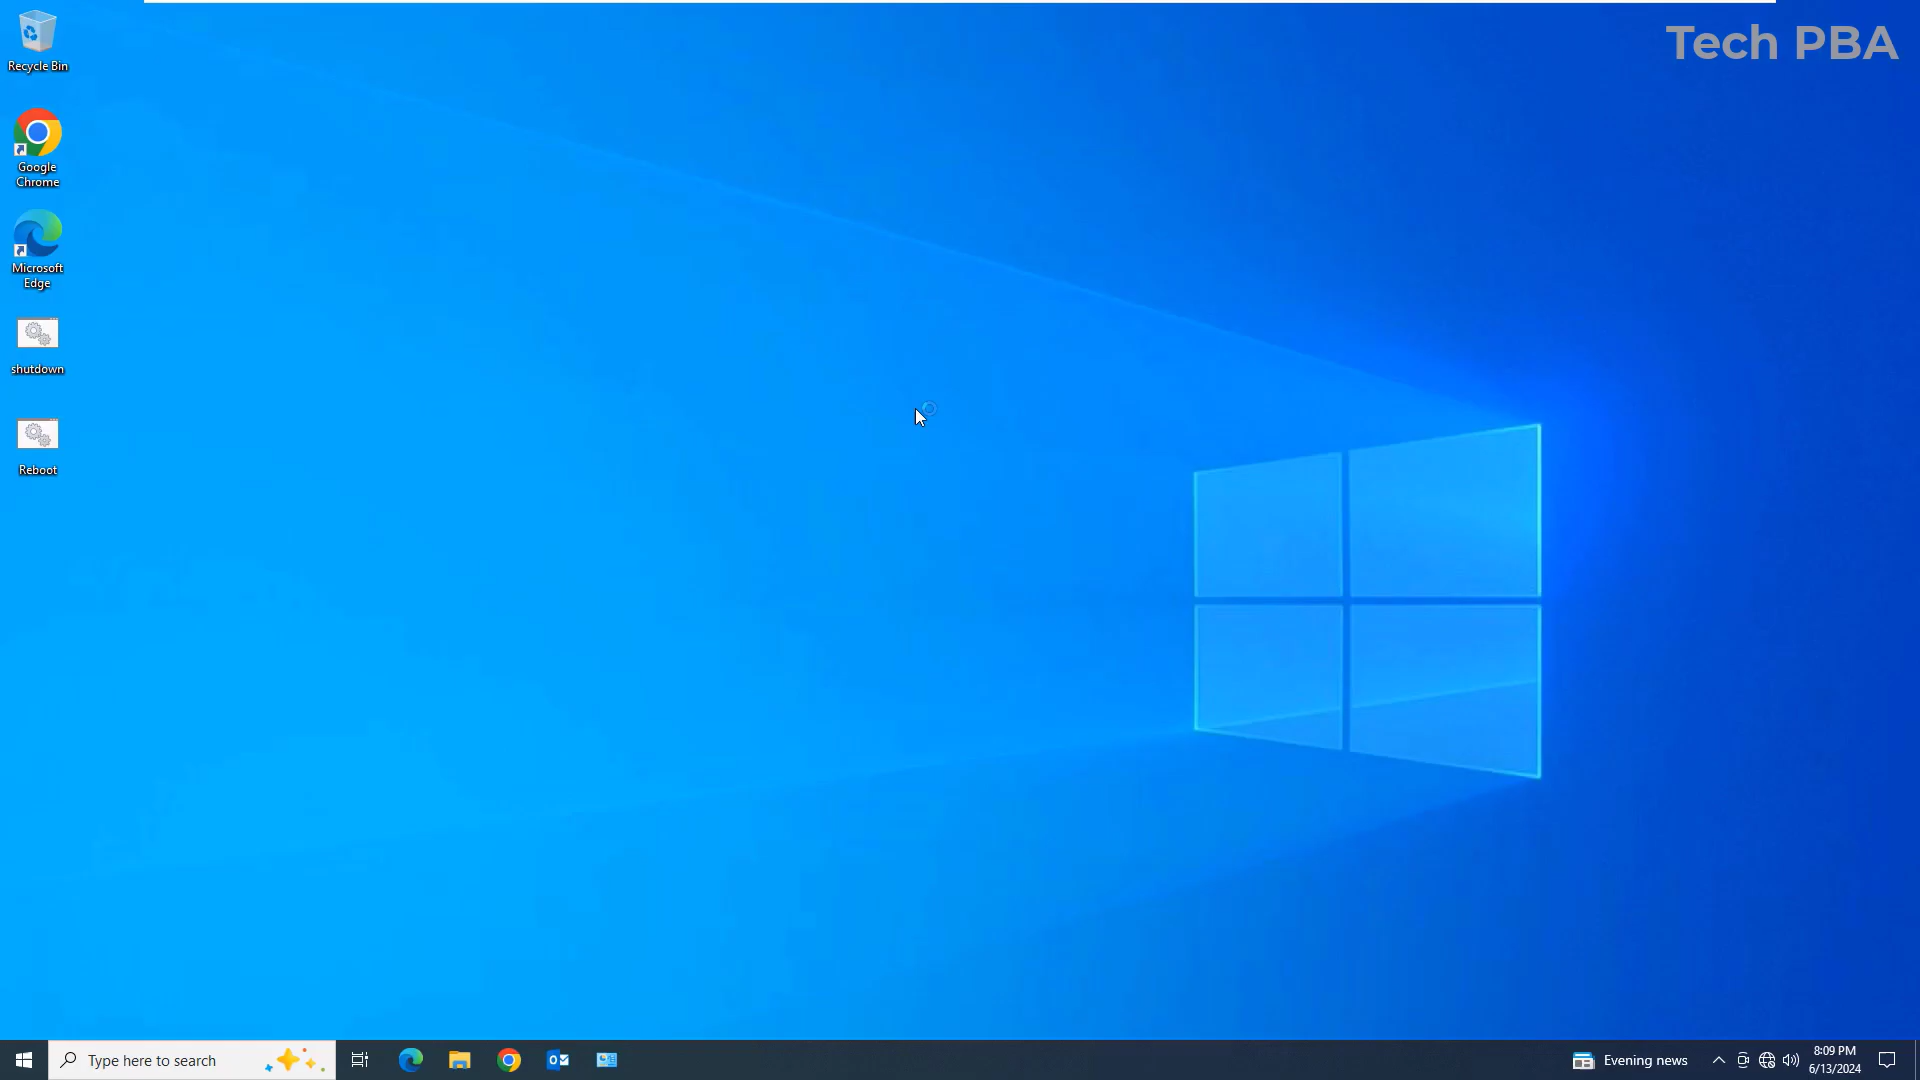 Tech PBA
Recycle Bin
Google
Chrome
Microsoft
Edge
shutdown
Reboot
Type here to search
Evening news
8:09 PM
6/13/2024